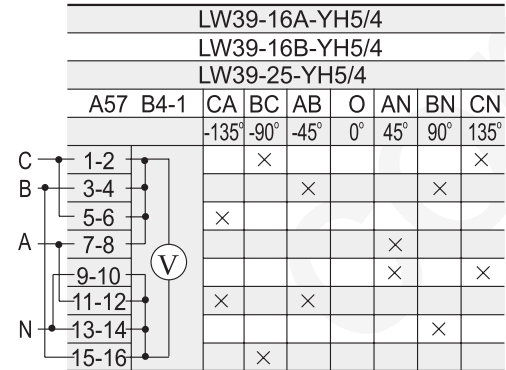 LW39-16A-YH5/4
LW39-16B-YH5/4
LW39-25-YH5/4
A57 B4-1 CA BC AB O AN BN CN
-135° -90° -45° 0° 45° 90° 135°
C 1-2 × ×
B 3-4 × ×
5-6 ×
A 7-8 ×
9-10 × ×
V
11-12 × ×
N 13-14 ×
15-16 ×